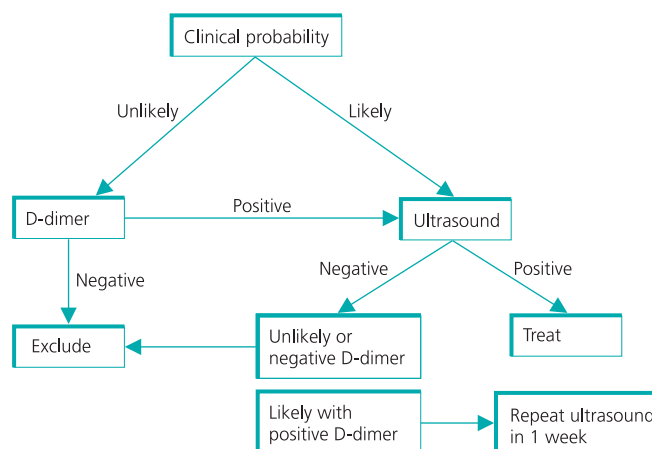 Clinical probability
Unlikely
Likely
D-dimer
Positive
Ultrasound
Negative
Negative
Positive
Exclude
Unlikely or
negative D-dimer
Treat
Likely with
positive D-dimer
Repeat ultrasound
in 1 week